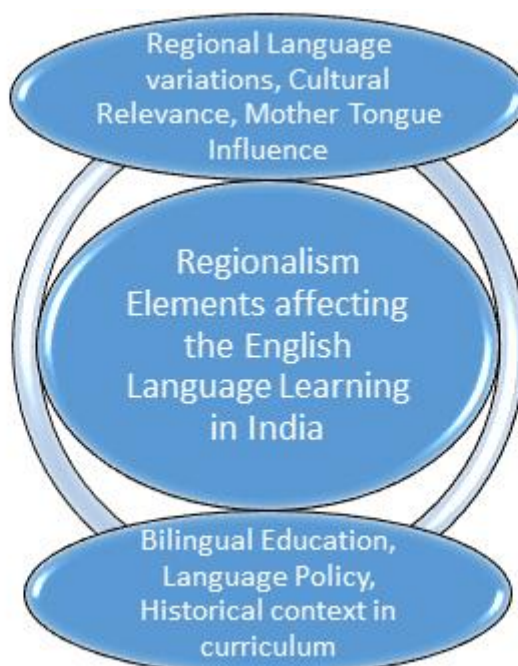 Regional Language
variations, Cultural
Relevance, Mother Tongue
Influence
Regionalism
Elements affecting
the English
Language Learning
in India
Bilingual Education,
Language Policy,
Historical context in
curriculum